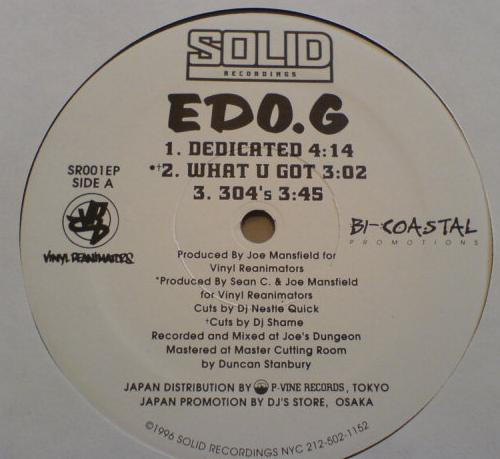 SOLID
RECORDINGS
EDO.G
1. DEDICATED 4:14
*†2. WHAT U GOT 3:02
3. 304's 3:45
SR001EP
SIDE A
VINYL REANIMATORS
BI-COASTAL
PROMOTIONS
Produced By Joe Mansfield for
Vinyl Reanimators
*Produced By Sean C. & Joe Mansfield
for Vinyl Reanimators
Cuts by Dj Nestle Quick
†Cuts by Dj Shame
Recorded and Mixed at Joe's Dungeon
Mastered at Master Cutting Room
by Duncan Stanbury
JAPAN DISTRIBUTION BY P-VINE RECORDS, TOKYO
JAPAN PROMOTION BY DJ'S STORE, OSAKA
©1996 SOLID RECORDINGS NYC 212-502-1152